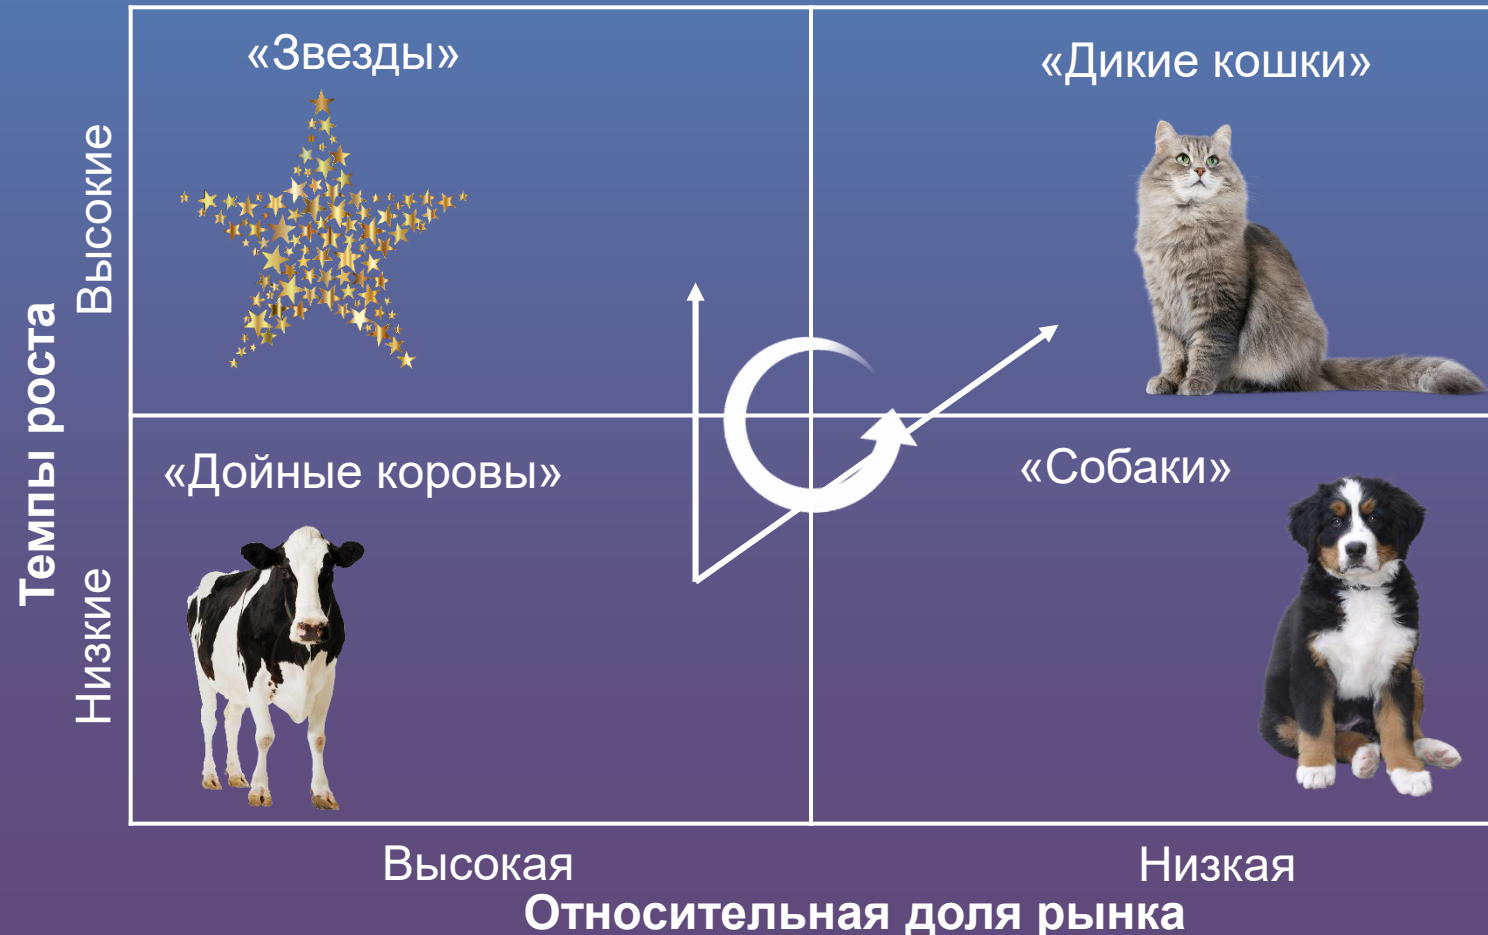 «Звезды»
«Дикие кошки»
Высокие
Темпы роста
«Дойные коровы»
«Собаки»
Низкие
Высокая
Низкая
Относительная доля рынка